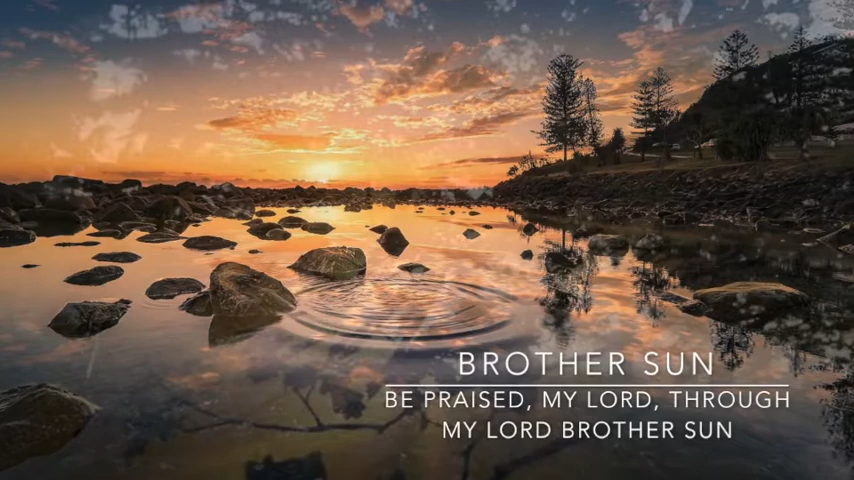 BROTHER SUN
BE PRAISED, MY LORD, THROUGH
MY LORD BROTHER SUN